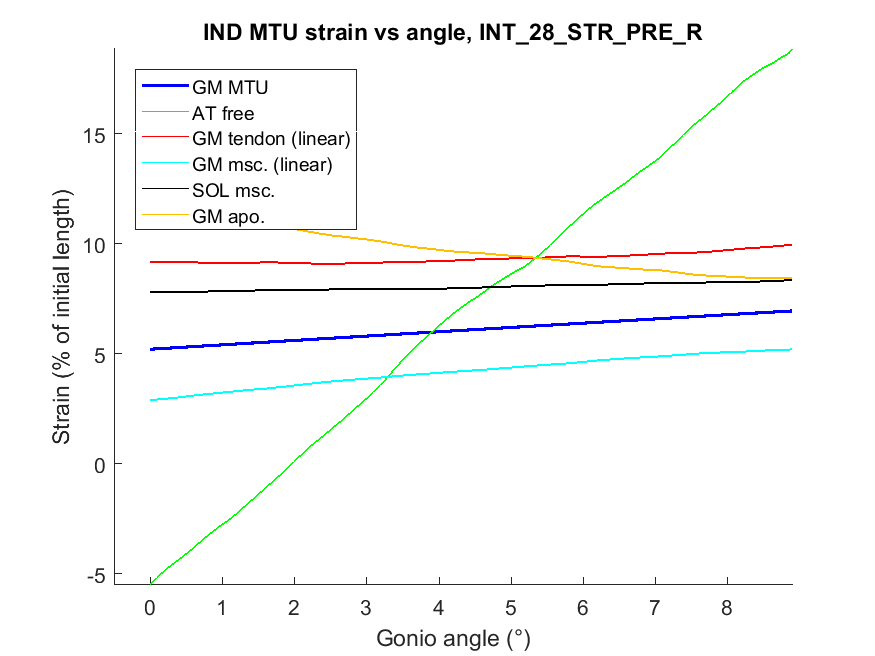 IND MTU strain vs angle, INT_28_STR_PRE_R
GM MTU
AT free
GM tendon (linear)
GM msc. (linear)
SOL msc.
GM apo.
Strain (% of initial length)
15
10
5
0
-5
0 1 2 3 4 5 6 7 8
Gonio angle (°)